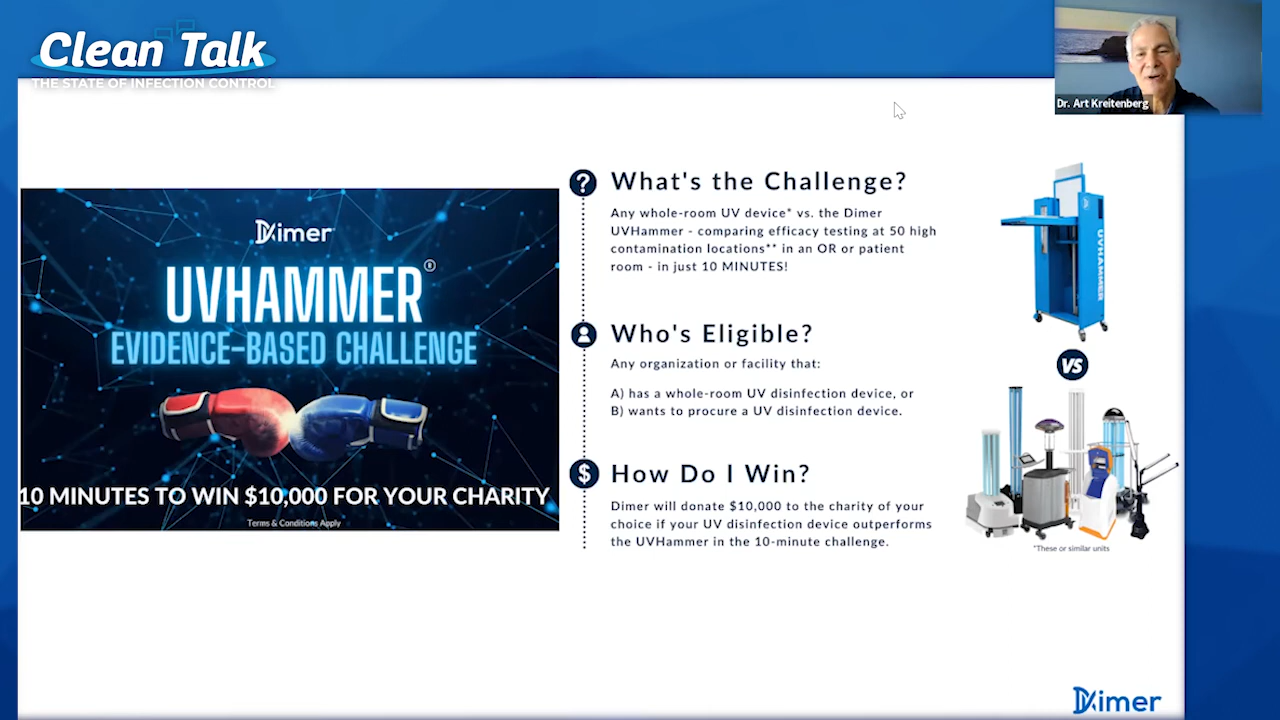 Clean Talk
THE STATE OF INFECTION CONTROL
Dr. Art Kreitenberg
Dimer
UVHAMMER®
EVIDENCE-BASED CHALLENGE
10 MINUTES TO WIN $10,000 FOR YOUR CHARITY
Terms & Conditions Apply
?
What's the Challenge?
Any whole-room UV device* vs. the Dimer
UVHammer - comparing efficacy testing at 50 high
contamination locations** in an OR or patient
room - in just 10 MINUTES!
Who's Eligible?
Any organization or facility that:
A) has a whole-room UV disinfection device, or
B) wants to procure a UV disinfection device.
$
How Do I Win?
Dimer will donate $10,000 to the charity of your
choice if your UV disinfection device outperforms
the UVHammer in the 10-minute challenge.
UVHAMMER
VS
*These or similar units
Dimer